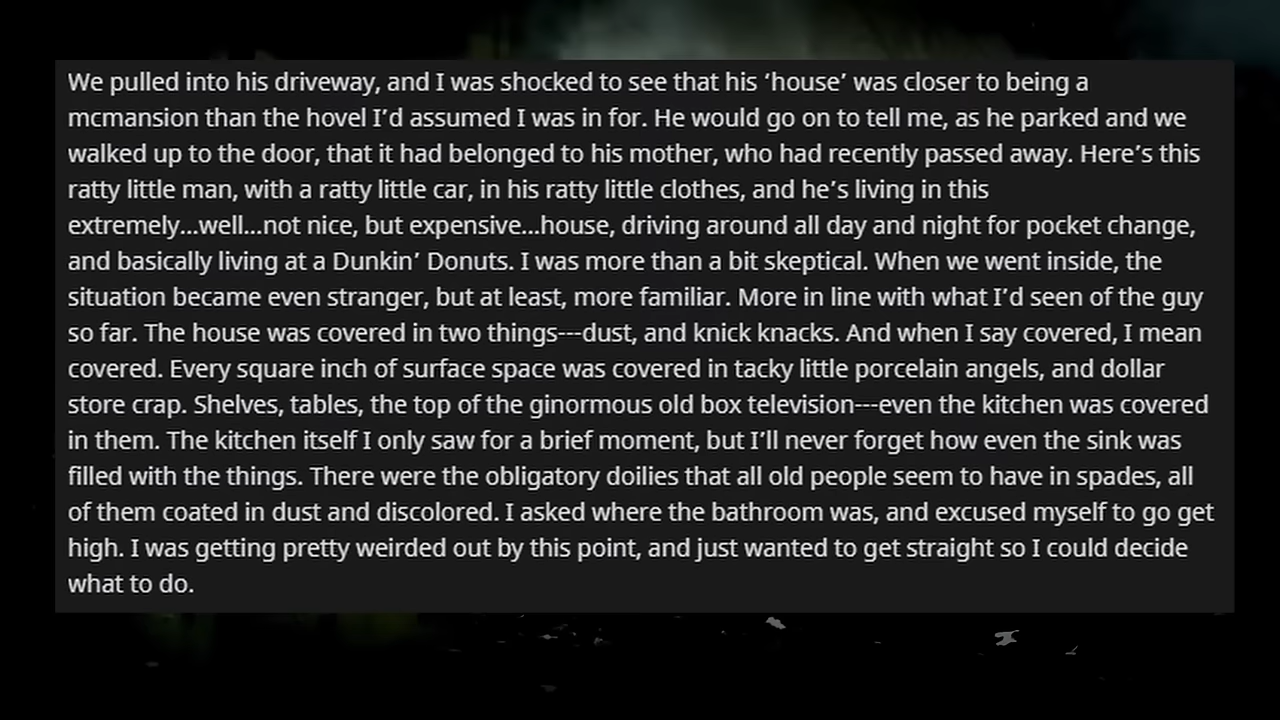 We pulled into his driveway, and I was shocked to see that his ‘house’ was closer to being a
mcmansion than the hovel I’d assumed I was in for. He would go on to tell me, as he parked and we
walked up to the door, that it had belonged to his mother, who had recently passed away. Here’s this
ratty little man, with a ratty little car, in his ratty little clothes, and he’s living in this
extremely...well...not nice, but expensive...house, driving around all day and night for pocket change,
and basically living at a Dunkin’ Donuts. I was more than a bit skeptical. When we went inside, the
situation became even stranger, but at least, more familiar. More in line with what I’d seen of the guy
so far. The house was covered in two things---dust, and knick knacks. And when I say covered, I mean
covered. Every square inch of surface space was covered in tacky little porcelain angels, and dollar
store crap. Shelves, tables, the top of the ginormous old box television---even the kitchen was covered
in them. The kitchen itself I only saw for a brief moment, but I’ll never forget how even the sink was
filled with the things. There were the obligatory doilies that all old people seem to have in spades, all
of them coated in dust and discolored. I asked where the bathroom was, and excused myself to go get
high. I was getting pretty weirded out by this point, and just wanted to get straight so I could decide
what to do.